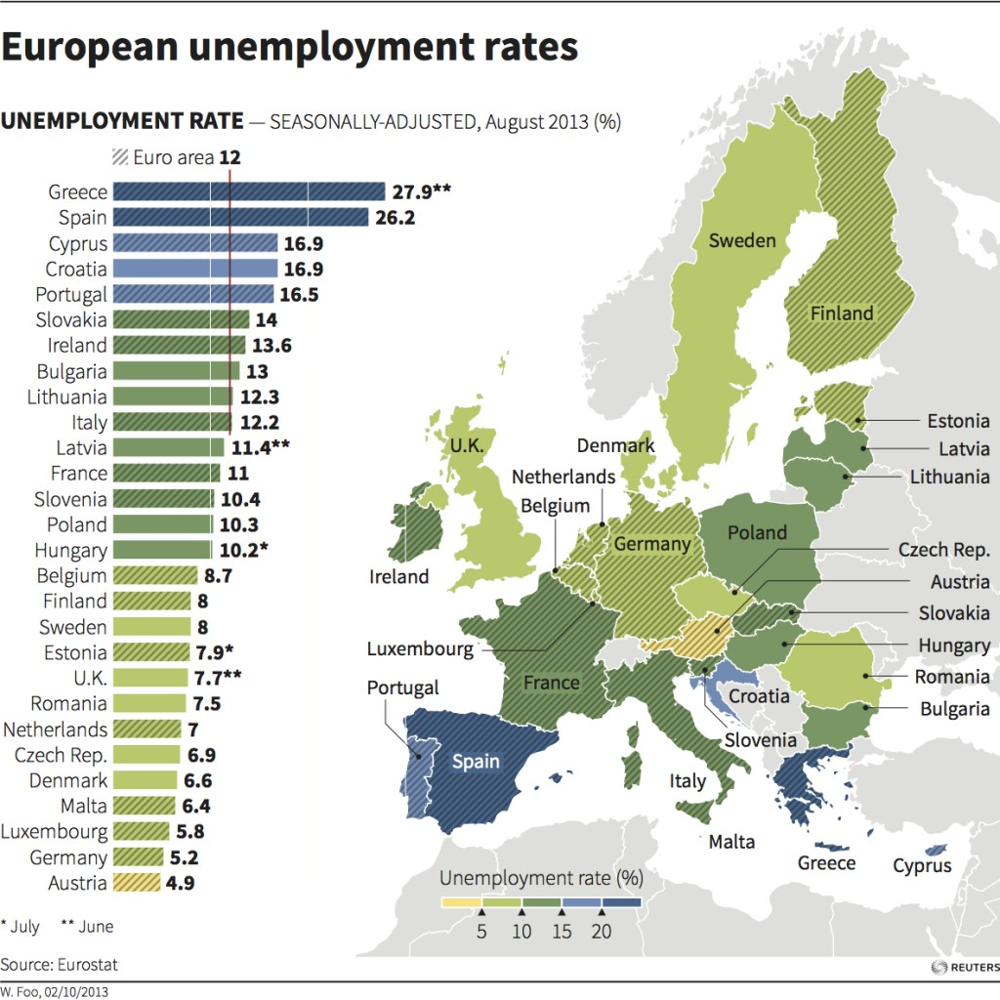 European unemployment rates
UNEMPLOYMENT RATE — SEASONALLY-ADJUSTED, August 2013 (%)
Euro area 12
Greece 27.9**
Spain 26.2
Cyprus 16.9
Croatia 16.9
Portugal 16.5
Slovakia 14
Ireland 13.6
Bulgaria 13
Lithuania 12.3
Italy 12.2
Latvia 11.4**
France 11
Slovenia 10.4
Poland 10.3
Hungary 10.2*
Belgium 8.7
Finland 8
Sweden 8
Estonia 7.9*
U.K. 7.7**
Romania 7.5
Netherlands 7
Czech Rep. 6.9
Denmark 6.6
Malta 6.4
Luxembourg 5.8
Germany 5.2
Austria 4.9
* July ** June
Sweden
Finland
Estonia
Latvia
Lithuania
U.K.
Denmark
Netherlands
Belgium
Germany
Poland
Czech Rep.
Austria
Ireland
Slovakia
Luxembourg
Hungary
Romania
Portugal
France
Croatia
Bulgaria
Slovenia
Spain
Italy
Malta
Greece
Cyprus
Unemployment rate (%)
5 10 15 20
Source: Eurostat
REUTERS
W. Foo, 02/10/2013